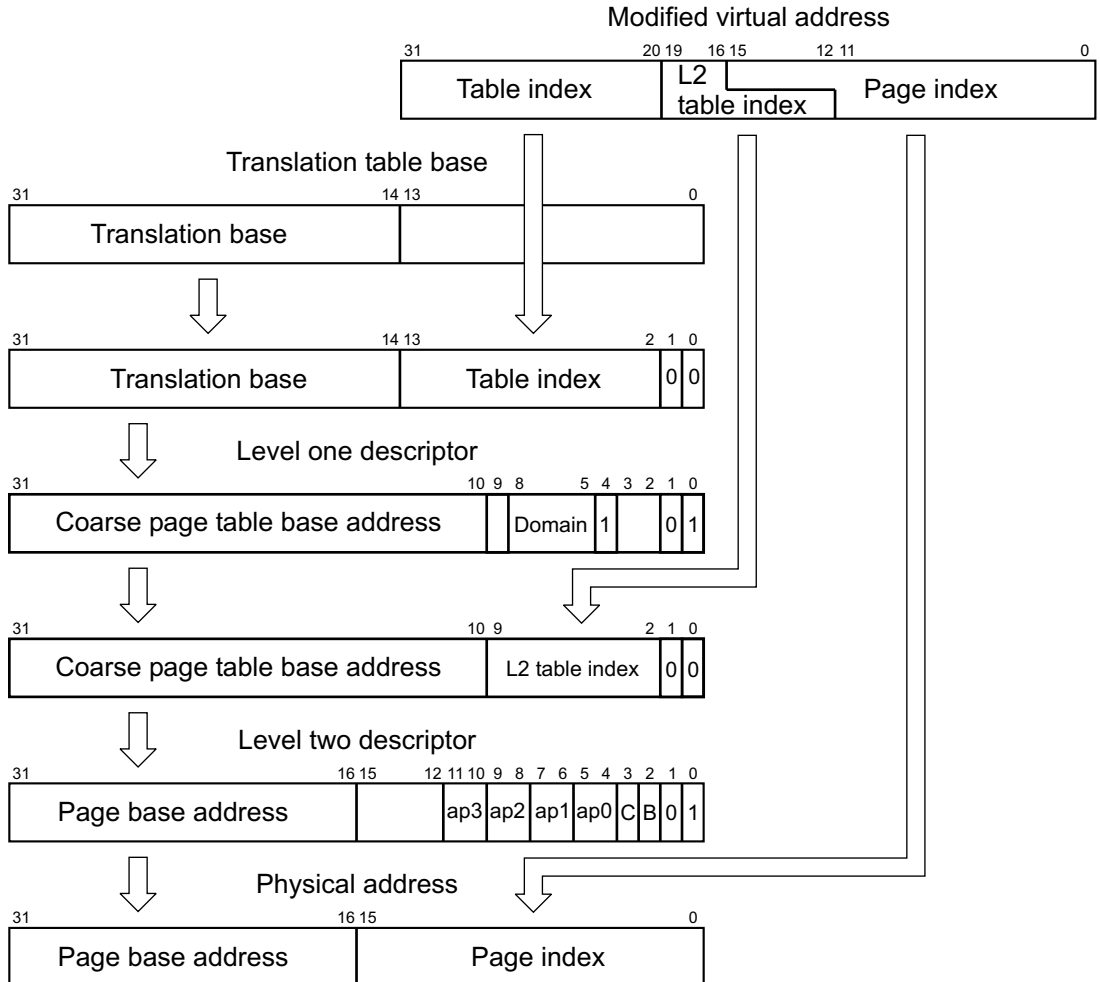 Modified virtual address
31 20 19 16 15 12 11 0
Table index L2 table index Page index
Translation table base
31 14 13 0
Translation base
31 14 13 2 1 0
Translation base Table index 0 0
Level one descriptor
31 10 9 8 5 4 3 2 1 0
Coarse page table base address Domain 1 0 1
31 10 9 2 1 0
Coarse page table base address L2 table index 0 0
Level two descriptor
31 16 15 12 11 10 9 8 7 6 5 4 3 2 1 0
Page base address ap3 ap2 ap1 ap0 C B 0 1
Physical address
31 16 15 0
Page base address Page index